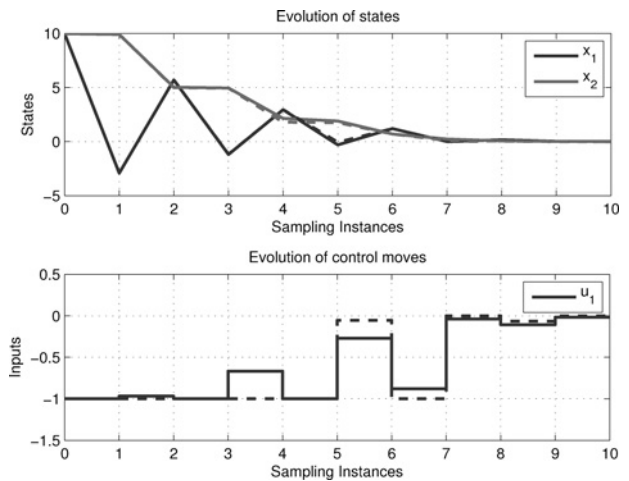 Evolution of states
10
5
0
−5
States
x1
x2
0 1 2 3 4 5 6 7 8 9 10
Sampling Instances
Evolution of control moves
0.5
0
−0.5
−1
−1.5
Inputs
u1
0 1 2 3 4 5 6 7 8 9 10
Sampling Instances